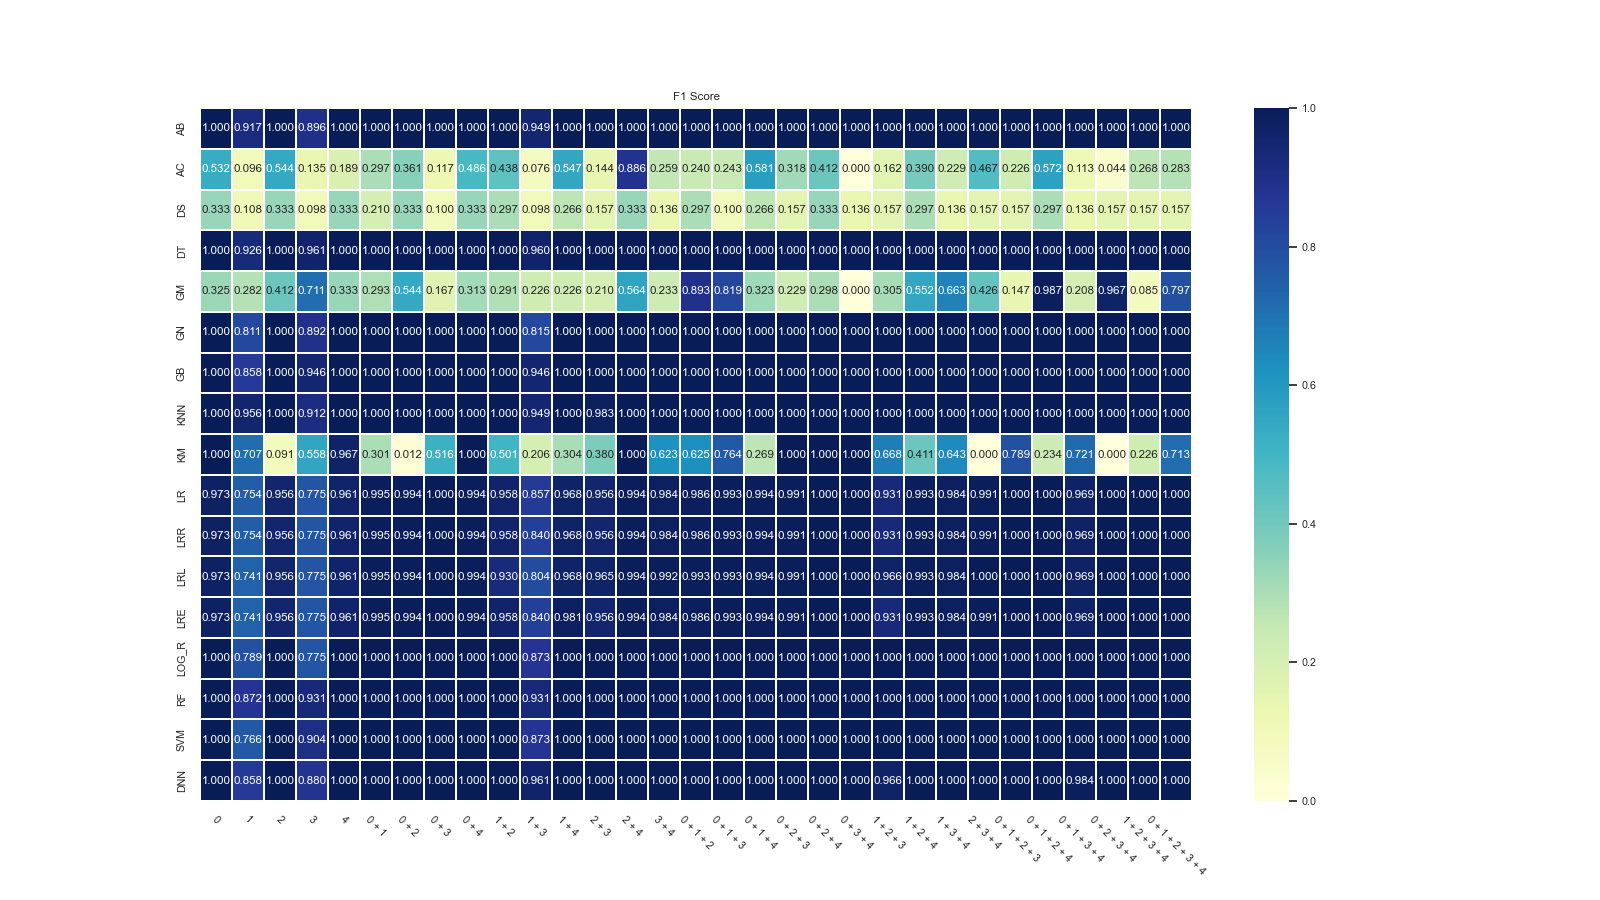 F1 Score
AB 1.000 0.917 1.000 0.896 1.000 1.000 1.000 1.000 1.000 1.000 0.949 1.000 1.000 1.000 1.000 1.000 1.000 1.000 1.000 1.000 1.000 1.000 1.000 1.000 1.000 1.000 1.000 1.000 1.000 1.000 1.000
AC 0.532 0.096 0.544 0.135 0.189 0.297 0.361 0.117 0.486 0.438 0.076 0.547 0.144 0.886 0.259 0.240 0.243 0.581 0.318 0.412 0.000 0.162 0.390 0.229 0.467 0.226 0.572 0.113 0.044 0.268 0.283
DS 0.333 0.108 0.333 0.098 0.333 0.210 0.333 0.100 0.333 0.297 0.098 0.266 0.157 0.333 0.136 0.297 0.100 0.266 0.157 0.333 0.136 0.157 0.297 0.136 0.157 0.157 0.297 0.136 0.157 0.157 0.157
DT 1.000 0.926 1.000 0.961 1.000 1.000 1.000 1.000 1.000 1.000 0.960 1.000 1.000 1.000 1.000 1.000 1.000 1.000 1.000 1.000 1.000 1.000 1.000 1.000 1.000 1.000 1.000 1.000 1.000 1.000 1.000
GM 0.325 0.282 0.412 0.711 0.333 0.293 0.544 0.167 0.313 0.291 0.226 0.226 0.210 0.564 0.233 0.893 0.819 0.323 0.229 0.298 0.000 0.305 0.552 0.663 0.426 0.147 0.987 0.208 0.967 0.085 0.797
GN 1.000 0.811 1.000 0.892 1.000 1.000 1.000 1.000 1.000 1.000 0.815 1.000 1.000 1.000 1.000 1.000 1.000 1.000 1.000 1.000 1.000 1.000 1.000 1.000 1.000 1.000 1.000 1.000 1.000 1.000 1.000
GB 1.000 0.858 1.000 0.946 1.000 1.000 1.000 1.000 1.000 1.000 0.946 1.000 1.000 1.000 1.000 1.000 1.000 1.000 1.000 1.000 1.000 1.000 1.000 1.000 1.000 1.000 1.000 1.000 1.000 1.000 1.000
KNN 1.000 0.956 1.000 0.912 1.000 1.000 1.000 1.000 1.000 1.000 0.949 1.000 0.983 1.000 1.000 1.000 1.000 1.000 1.000 1.000 1.000 1.000 1.000 1.000 1.000 1.000 1.000 1.000 1.000 1.000 1.000
KM 1.000 0.707 0.091 0.558 0.967 0.301 0.012 0.516 1.000 0.501 0.206 0.304 0.380 1.000 0.623 0.625 0.764 0.269 1.000 1.000 1.000 0.668 0.411 0.643 0.000 0.789 0.234 0.721 0.000 0.226 0.713
LR 0.973 0.754 0.956 0.775 0.961 0.995 0.994 1.000 0.994 0.958 0.857 0.968 0.956 0.994 0.984 0.986 0.993 0.994 0.991 1.000 1.000 0.931 0.993 0.984 0.991 1.000 1.000 0.969 1.000 1.000 1.000
LRR 0.973 0.754 0.956 0.775 0.961 0.995 0.994 1.000 0.994 0.958 0.840 0.968 0.956 0.994 0.984 0.986 0.993 0.994 0.991 1.000 1.000 0.931 0.993 0.984 0.991 1.000 1.000 0.969 1.000 1.000 1.000
LRL 0.973 0.741 0.956 0.775 0.961 0.995 0.994 1.000 0.994 0.930 0.804 0.968 0.965 0.994 0.992 0.993 0.993 0.994 0.991 1.000 1.000 0.966 0.993 0.984 1.000 1.000 1.000 0.969 1.000 1.000 1.000
LRE 0.973 0.741 0.956 0.775 0.961 0.995 0.994 1.000 0.994 0.958 0.840 0.981 0.956 0.994 0.984 0.986 0.993 0.994 0.991 1.000 1.000 0.931 0.993 0.984 0.991 1.000 1.000 0.969 1.000 1.000 1.000
LOG_R 1.000 0.789 1.000 0.775 1.000 1.000 1.000 1.000 1.000 1.000 0.873 1.000 1.000 1.000 1.000 1.000 1.000 1.000 1.000 1.000 1.000 1.000 1.000 1.000 1.000 1.000 1.000 1.000 1.000 1.000 1.000
RF 1.000 0.872 1.000 0.931 1.000 1.000 1.000 1.000 1.000 1.000 0.931 1.000 1.000 1.000 1.000 1.000 1.000 1.000 1.000 1.000 1.000 1.000 1.000 1.000 1.000 1.000 1.000 1.000 1.000 1.000 1.000
SVM 1.000 0.766 1.000 0.904 1.000 1.000 1.000 1.000 1.000 1.000 0.873 1.000 1.000 1.000 1.000 1.000 1.000 1.000 1.000 1.000 1.000 1.000 1.000 1.000 1.000 1.000 1.000 1.000 1.000 1.000 1.000
DNN 1.000 0.858 1.000 0.880 1.000 1.000 1.000 1.000 1.000 1.000 0.961 1.000 1.000 1.000 1.000 1.000 1.000 1.000 1.000 1.000 1.000 0.966 1.000 1.000 1.000 1.000 1.000 0.984 1.000 1.000 1.000
0
1
2
3
4
0 + 1
0 + 2
0 + 3
0 + 4
1 + 2
1 + 3
1 + 4
2 + 3
2 + 4
3 + 4
0 + 1 + 2
0 + 1 + 3
0 + 1 + 4
0 + 2 + 3
0 + 2 + 4
0 + 3 + 4
1 + 2 + 3
1 + 2 + 4
1 + 3 + 4
2 + 3 + 4
0 + 1 + 2 + 3
0 + 1 + 2 + 4
0 + 1 + 3 + 4
0 + 2 + 3 + 4
1 + 2 + 3 + 4
0 + 1 + 2 + 3 + 4
1.0
0.8
0.6
0.4
0.2
0.0